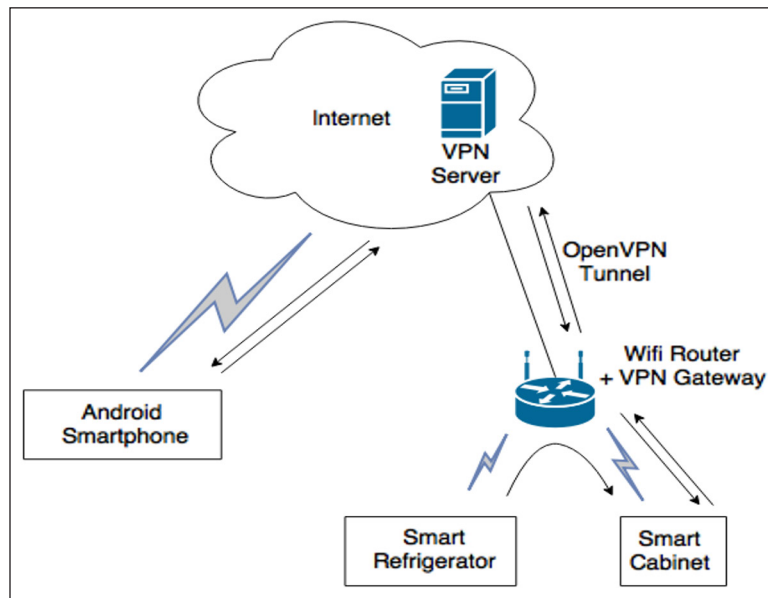 Internet
VPN
Server
OpenVPN
Tunnel
Wifi Router
+ VPN Gateway
Android
Smartphone
Smart
Refrigerator
Smart
Cabinet